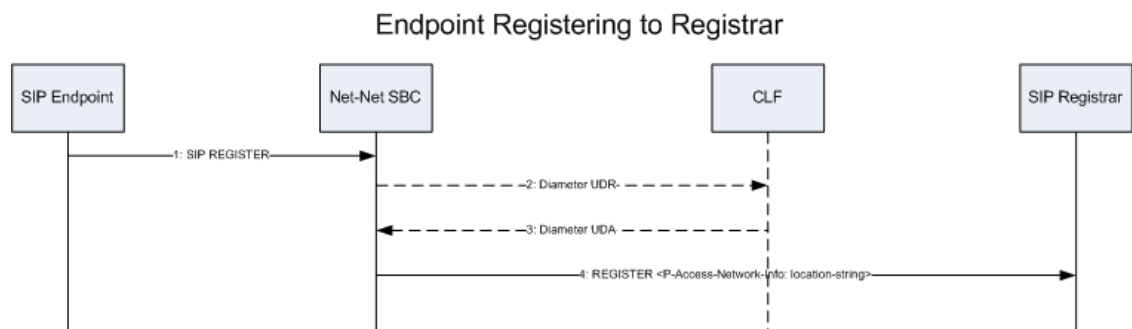 Endpoint Registering to Registrar
SIP Endpoint
Net-Net SBC
CLF
SIP Registrar
1: SIP REGISTER
2: Diameter UDR
3: Diameter UDA
4: REGISTER <P-Access-Network-Info: location-string>